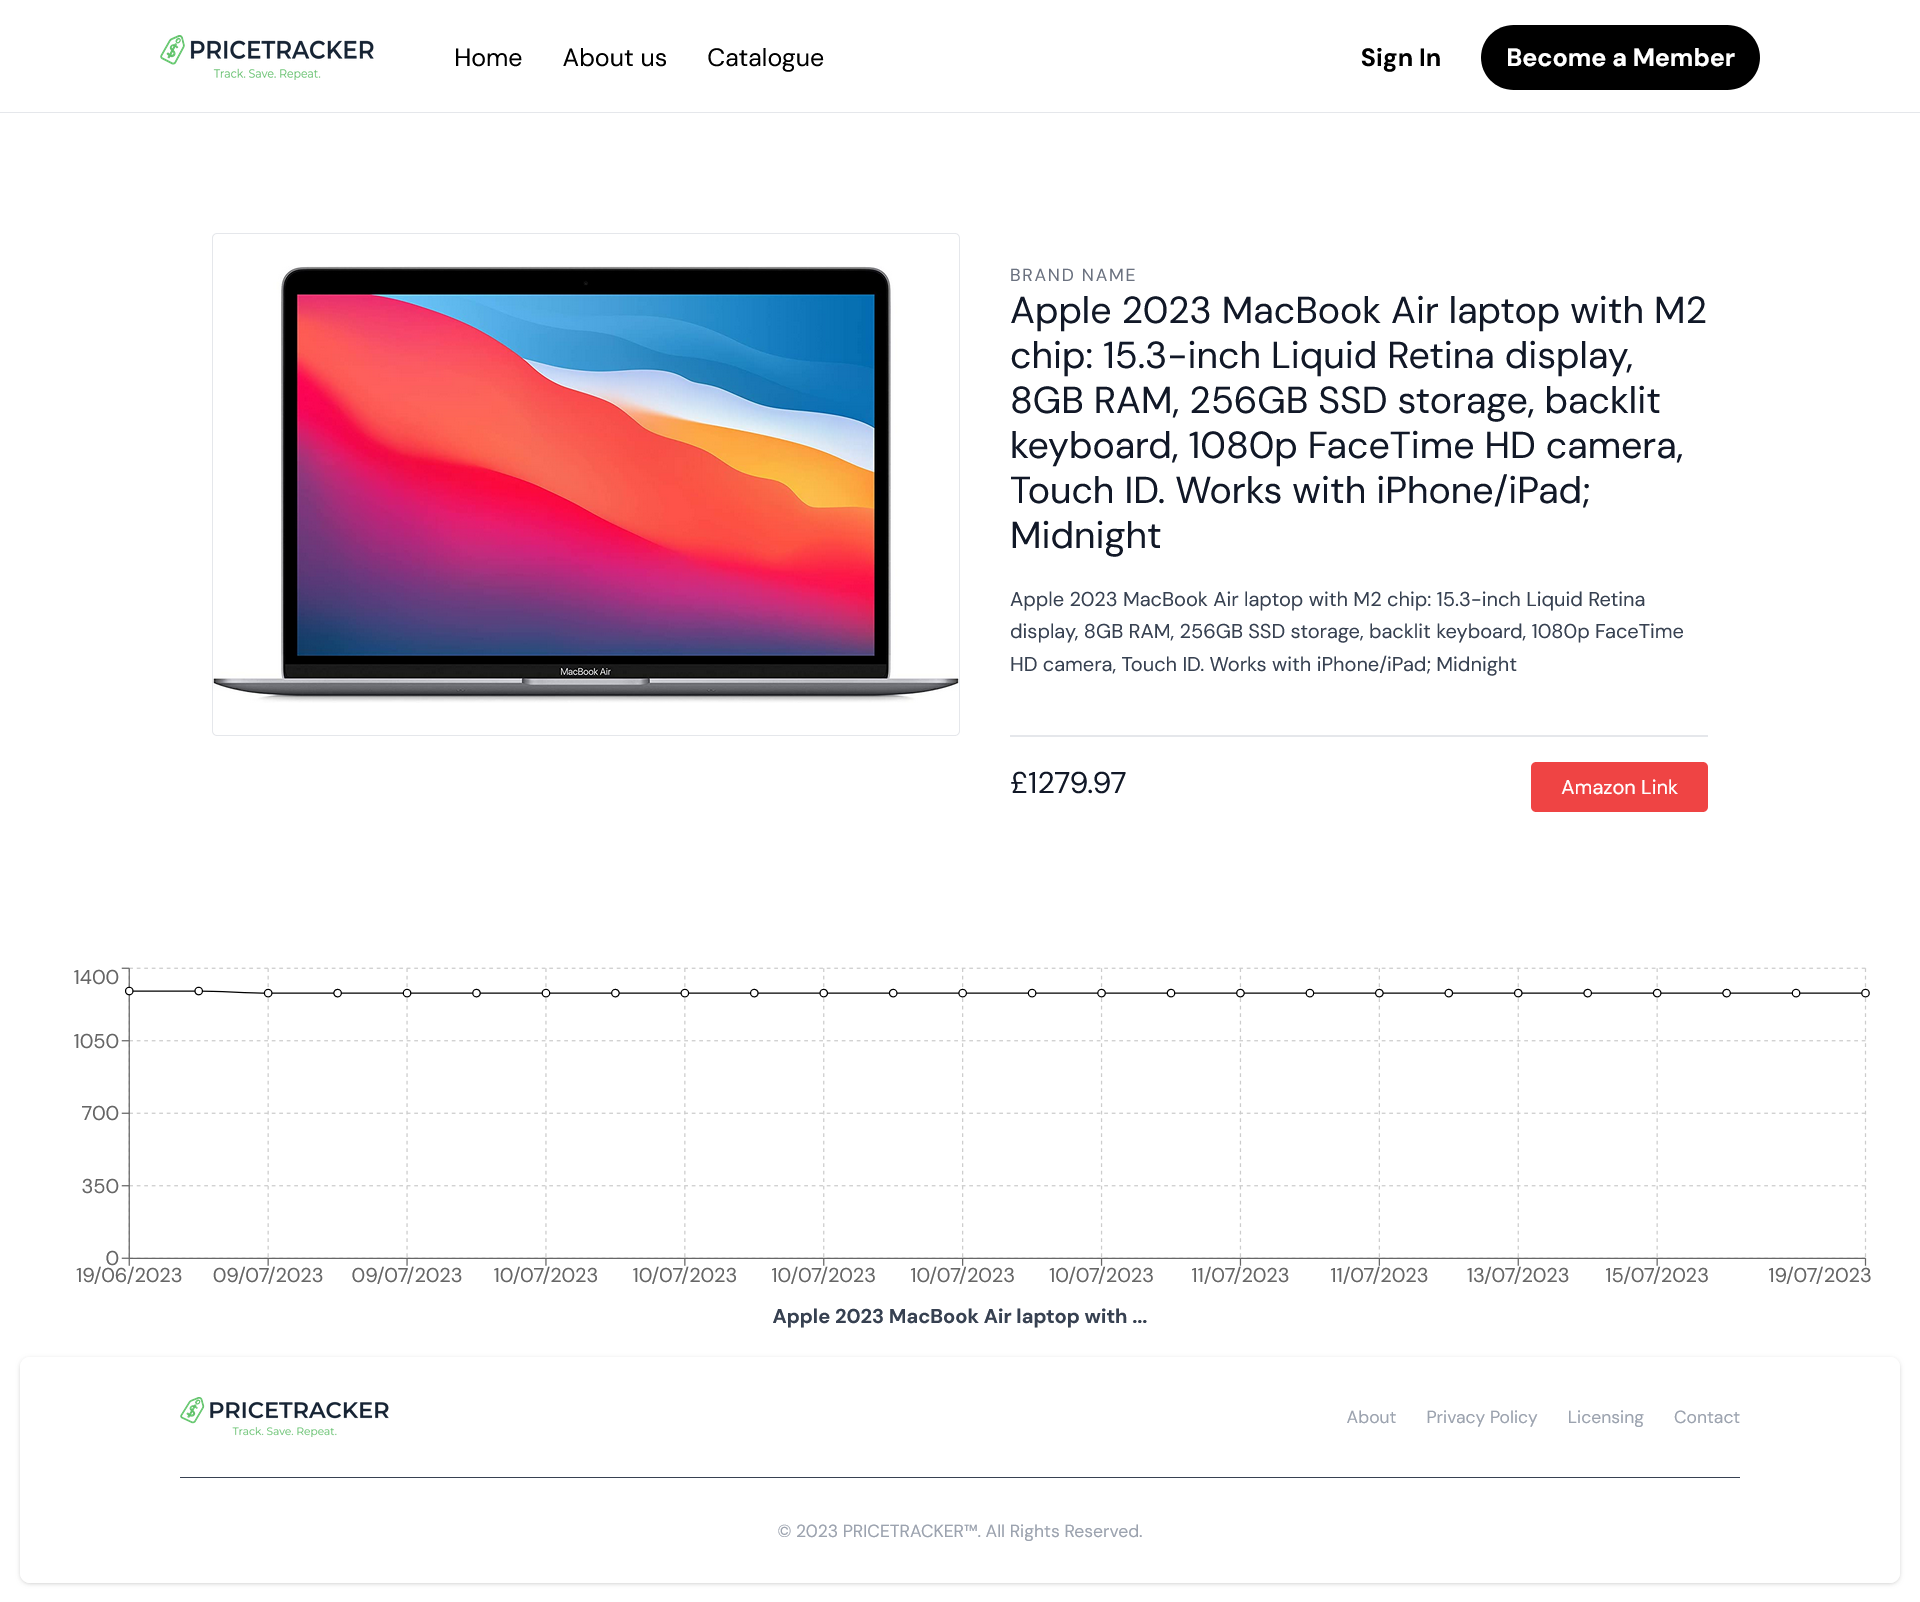 PRICETRACKER
Track. Save. Repeat.
Home About us Catalogue
Sign In Become a Member
MacBook Air
BRAND NAME
Apple 2023 MacBook Air laptop with M2
chip: 15.3-inch Liquid Retina display,
8GB RAM, 256GB SSD storage, backlit
keyboard, 1080p FaceTime HD camera,
Touch ID. Works with iPhone/iPad;
Midnight
Apple 2023 MacBook Air laptop with M2 chip: 15.3-inch Liquid Retina
display, 8GB RAM, 256GB SSD storage, backlit keyboard, 1080p FaceTime
HD camera, Touch ID. Works with iPhone/iPad; Midnight
£1279.97 Amazon Link
1400
1050
700
350
0
19/06/2023 09/07/2023 09/07/2023 10/07/2023 10/07/2023 10/07/2023 10/07/2023 10/07/2023 11/07/2023 11/07/2023 13/07/2023 15/07/2023 19/07/2023
Apple 2023 MacBook Air laptop with ...
PRICETRACKER
Track. Save. Repeat.
About Privacy Policy Licensing Contact
© 2023 PRICETRACKER™. All Rights Reserved.